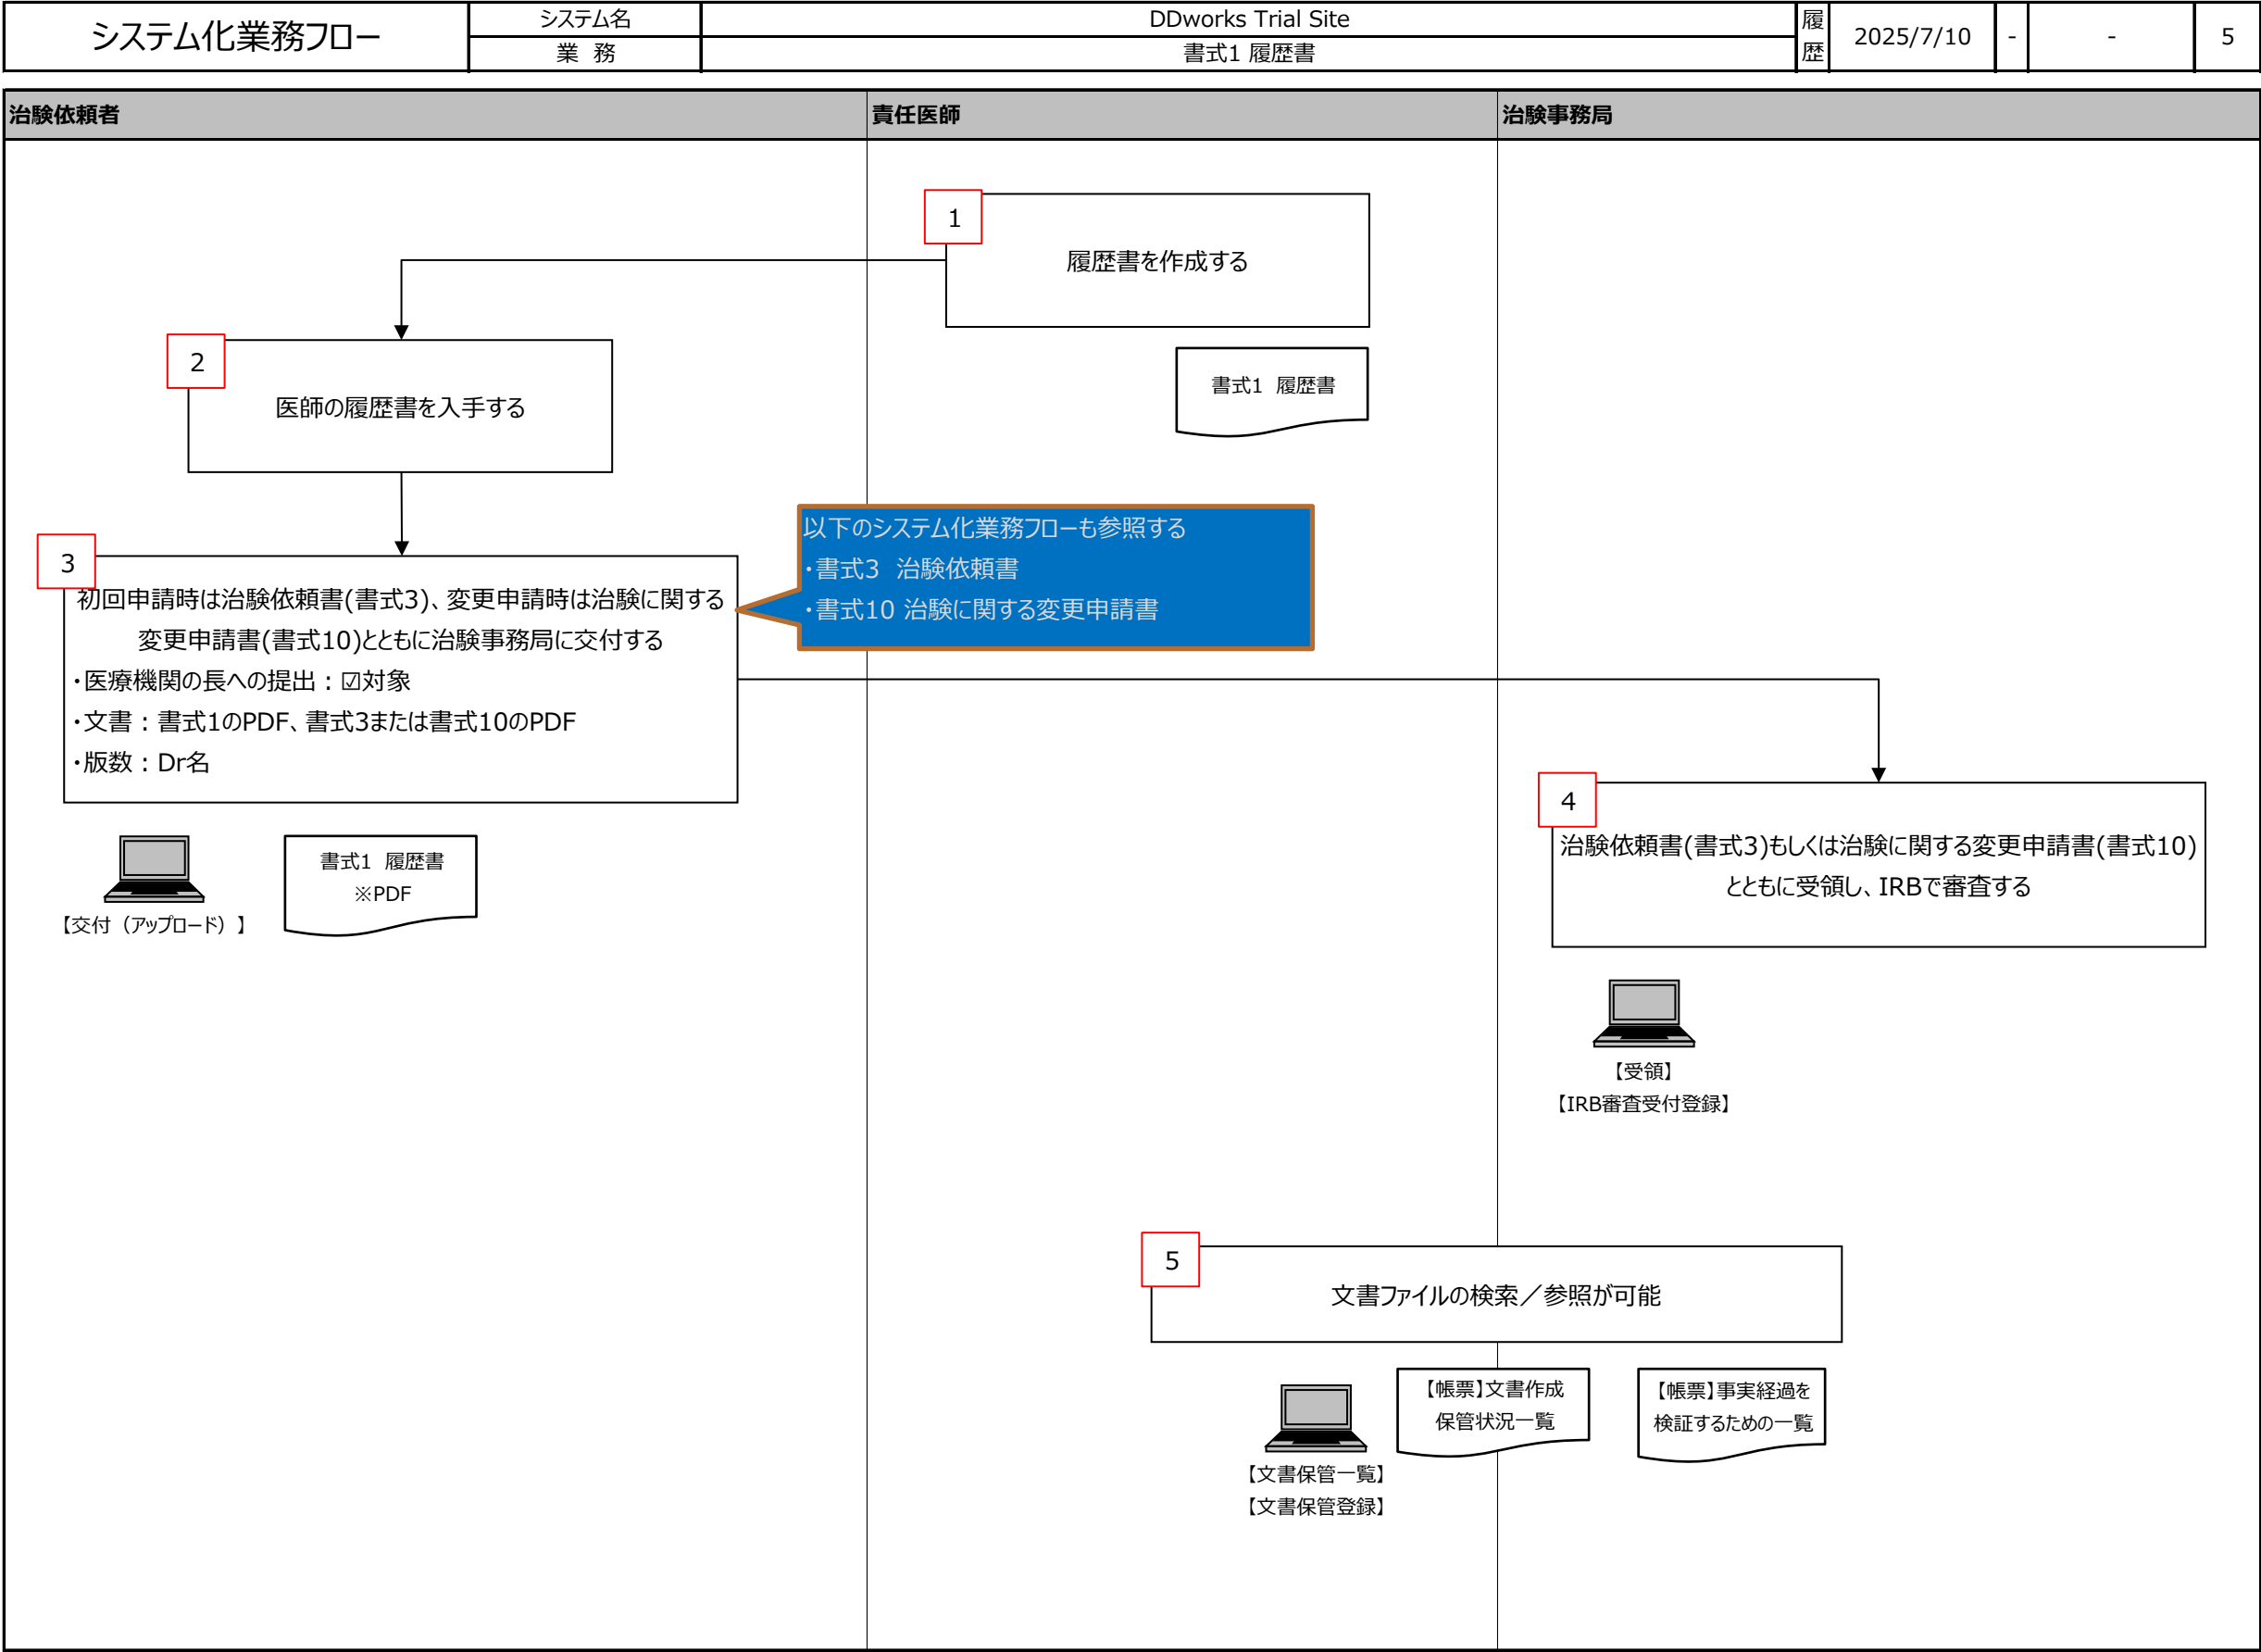 システム化業務フロー
システム名
DDworks Trial Site
履歴
2025/7/10
-
-
5
業 務
書式1 履歴書
治験依頼者
責任医師
治験事務局
1
履歴書を作成する
書式1 履歴書
2
医師の履歴書を入手する
以下のシステム化業務フローも参照する
・書式3 治験依頼書
・書式10 治験に関する変更申請書
3
初回申請時は治験依頼書(書式3)、変更申請時は治験に関する
変更申請書(書式10)とともに治験事務局に交付する
・医療機関の長への提出：☑対象
・文書：書式1のPDF、書式3または書式10のPDF
・版数：Dr名
【交付（アップロード）】
書式1 履歴書
※PDF
4
治験依頼書(書式3)もしくは治験に関する変更申請書(書式10)
とともに受領し、IRBで審査する
【受領】
【IRB審査受付登録】
5
文書ファイルの検索／参照が可能
【文書保管一覧】
【文書保管登録】
【帳票】文書作成
保管状況一覧
【帳票】事実経過を
検証するための一覧